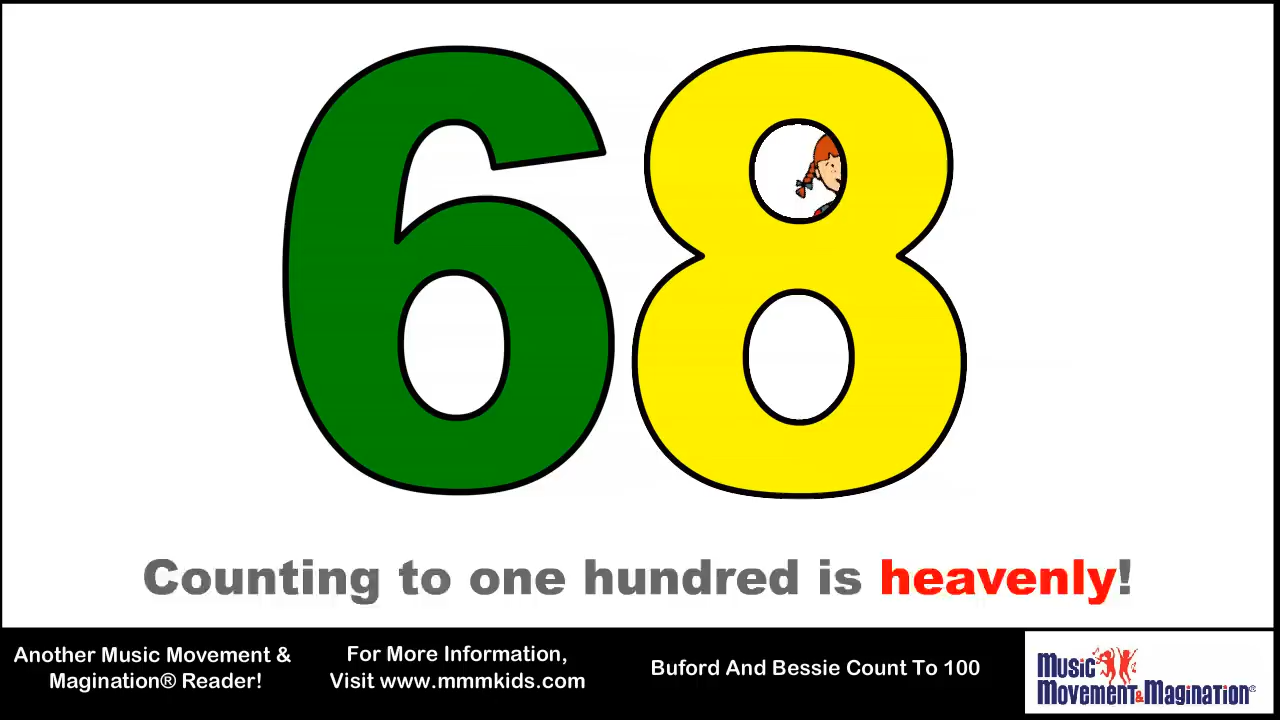 68
Counting to one hundred is heavenly!
Another Music Movement &
Magination® Reader!
For More Information,
Visit www.mmmkids.com
Buford And Bessie Count To 100
Music
Movement & Magination®